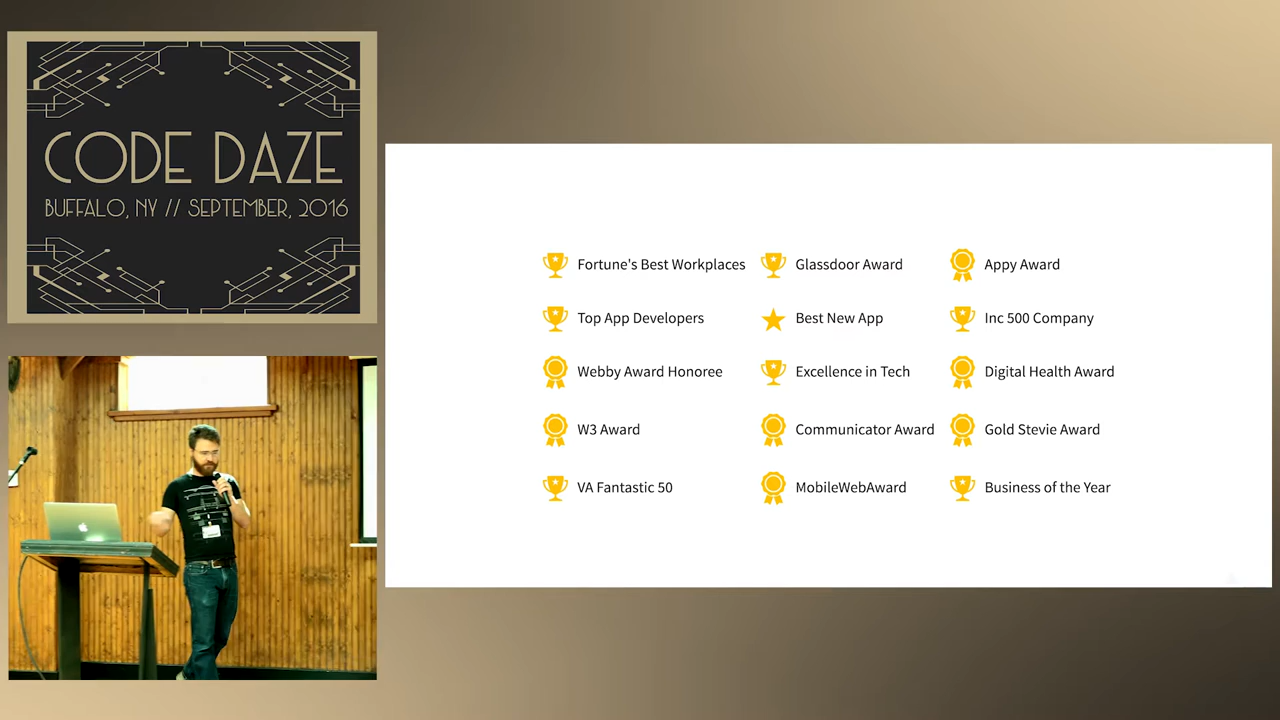 CODE DAZE
BUFFALO, NY // SEPTEMBER, 2016
Fortune's Best Workplaces
Glassdoor Award
Appy Award
Top App Developers
Best New App
Inc 500 Company
Webby Award Honoree
Excellence in Tech
Digital Health Award
W3 Award
Communicator Award
Gold Stevie Award
VA Fantastic 50
MobileWebAward
Business of the Year